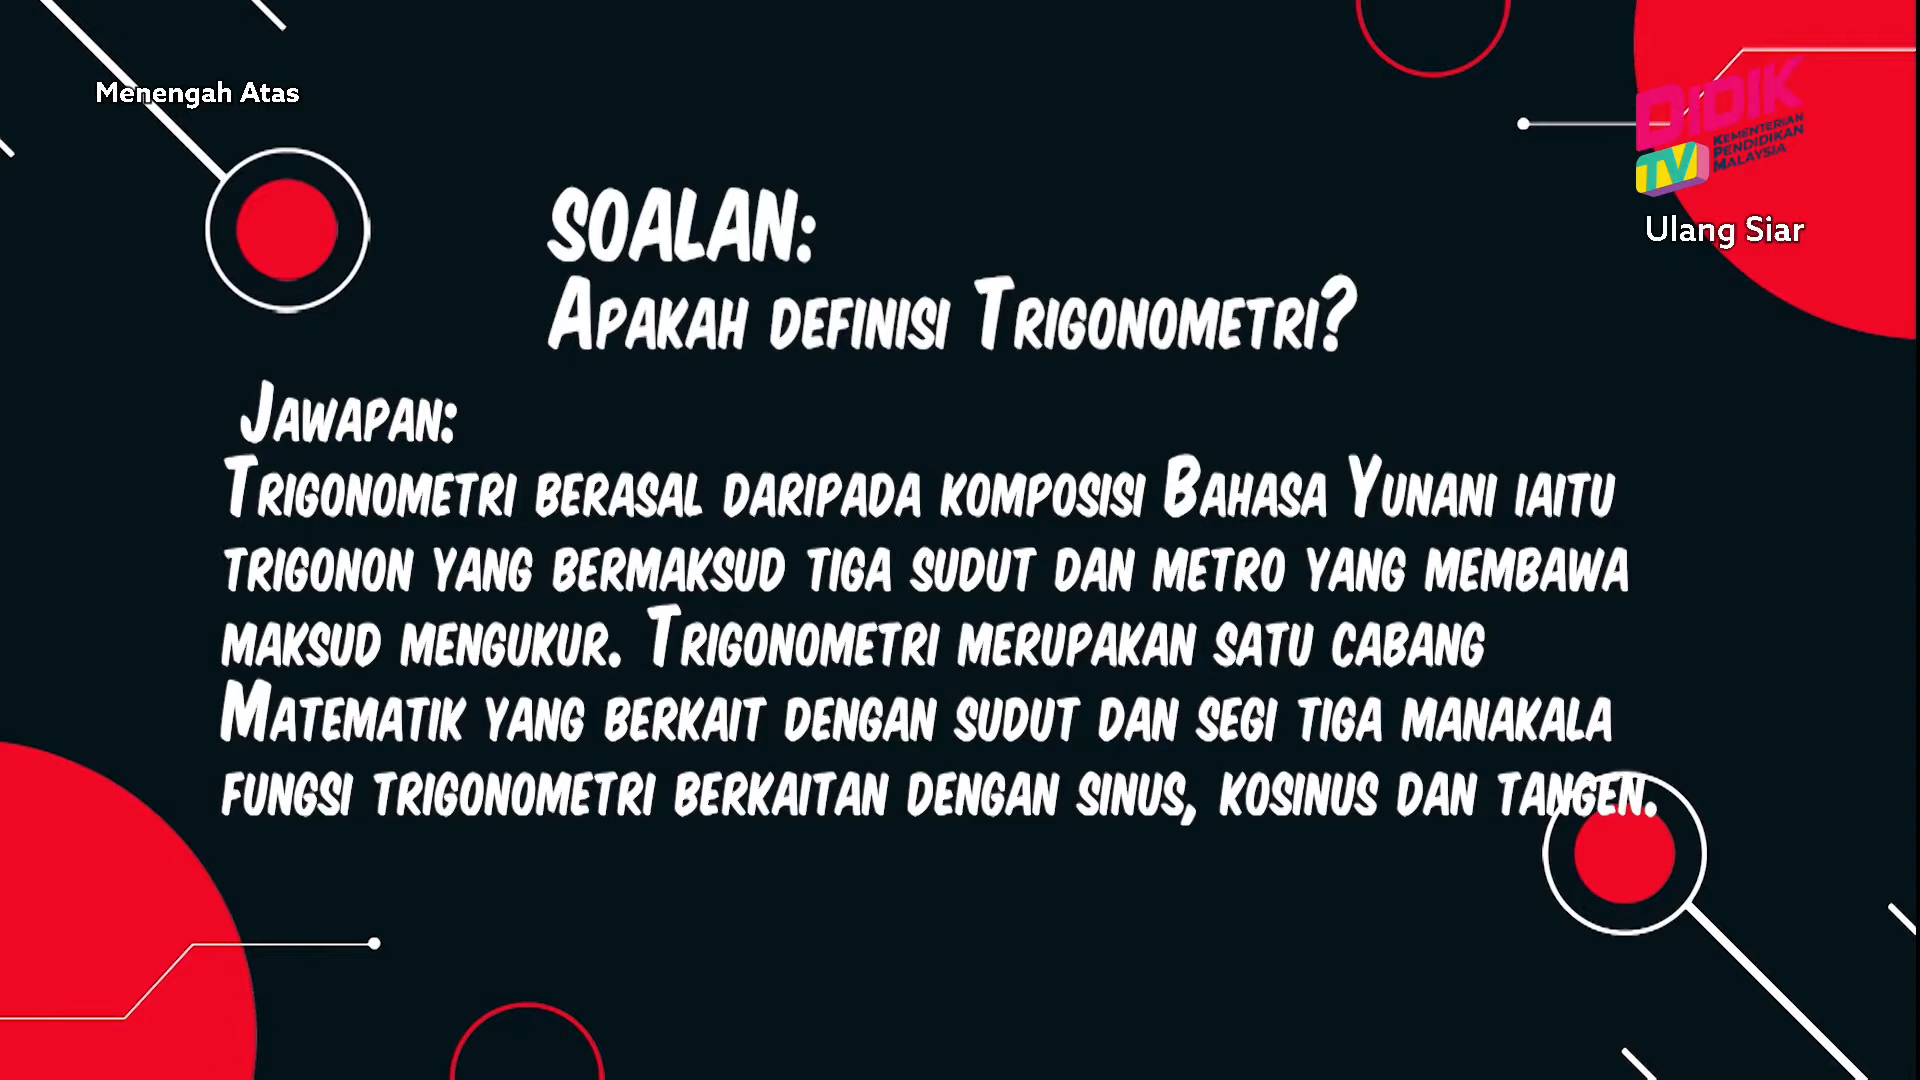 Menengah Atas
DIDIK
TV
KEMENTERIAN
PENDIDIKAN
MALAYSIA
Ulang Siar
SOALAN:
APAKAH DEFINISI TRIGONOMETRI?
JAWAPAN:
TRIGONOMETRI BERASAL DARIPADA KOMPOSISI BAHASA YUNANI IAITU
TRIGONON YANG BERMAKSUD TIGA SUDUT DAN METRO YANG MEMBAWA
MAKSUD MENGUKUR. TRIGONOMETRI MERUPAKAN SATU CABANG
MATEMATIK YANG BERKAIT DENGAN SUDUT DAN SEGI TIGA MANAKALA
FUNGSI TRIGONOMETRI BERKAITAN DENGAN SINUS, KOSINUS DAN TANGEN.